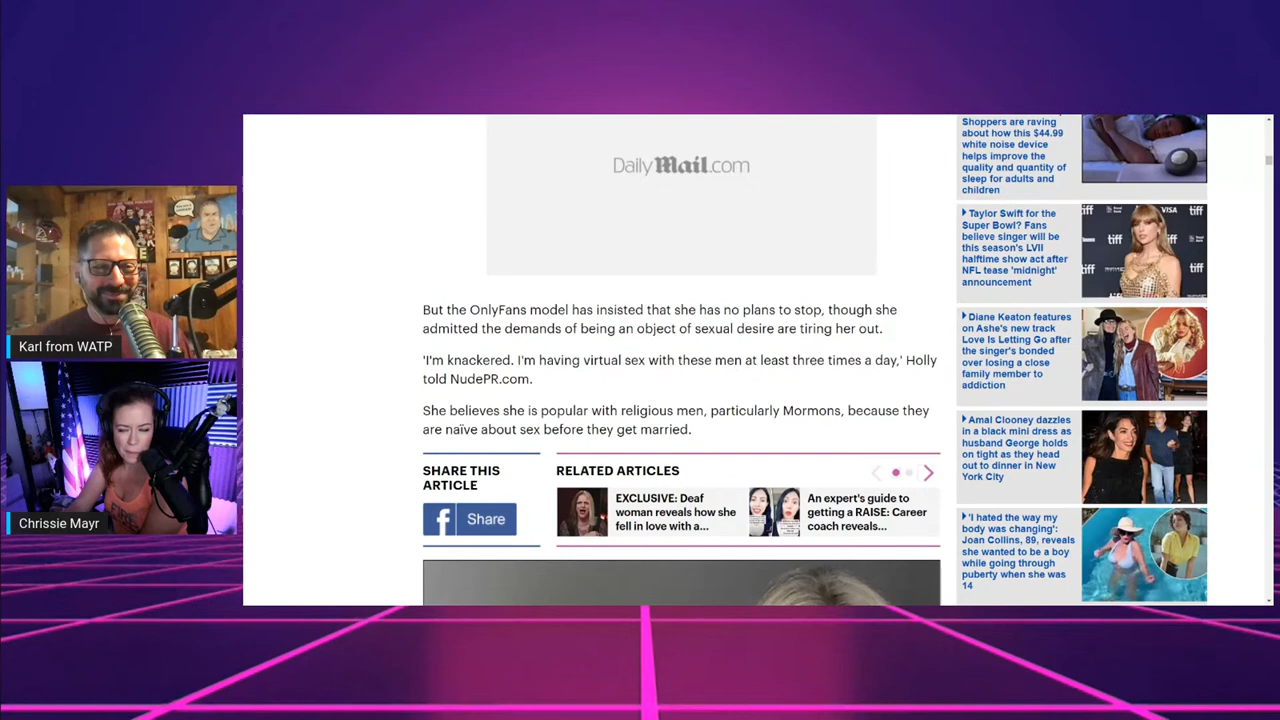 Karl from WATP
Chrissie Mayr
DailyMail.com
But the OnlyFans model has insisted that she has no plans to stop, though she
admitted the demands of being an object of sexual desire are tiring her out.
'I'm knackered. I'm having virtual sex with these men at least three times a day,' Holly
told NudePR.com.
She believes she is popular with religious men, particularly Mormons, because they
are naïve about sex before they get married.
SHARE THIS
ARTICLE
Share
RELATED ARTICLES
EXCLUSIVE: Deaf
woman reveals how she
fell in love with a...
An expert's guide to
getting a RAISE: Career
coach reveals...
Shoppers are raving
about how this $44.99
white noise device
helps improve the
quality and quantity of
sleep for adults and
children
Taylor Swift for the
Super Bowl? Fans
believe singer will be
this season's LVII
halftime show act after
NFL tease 'midnight'
announcement
tiff
VISA
tiff
tiff
tiff
tiff
Diane Keaton features
on Ashe's new track
Love Is Letting Go after
the singer's bonded
over losing a close
family member to
addiction
Amal Clooney dazzles
in a black mini dress as
husband George holds
on tight as they head
out to dinner in New
York City
'I hated the way my
body was changing':
Joan Collins, 89, reveals
she wanted to be a boy
while going through
puberty when she was
14